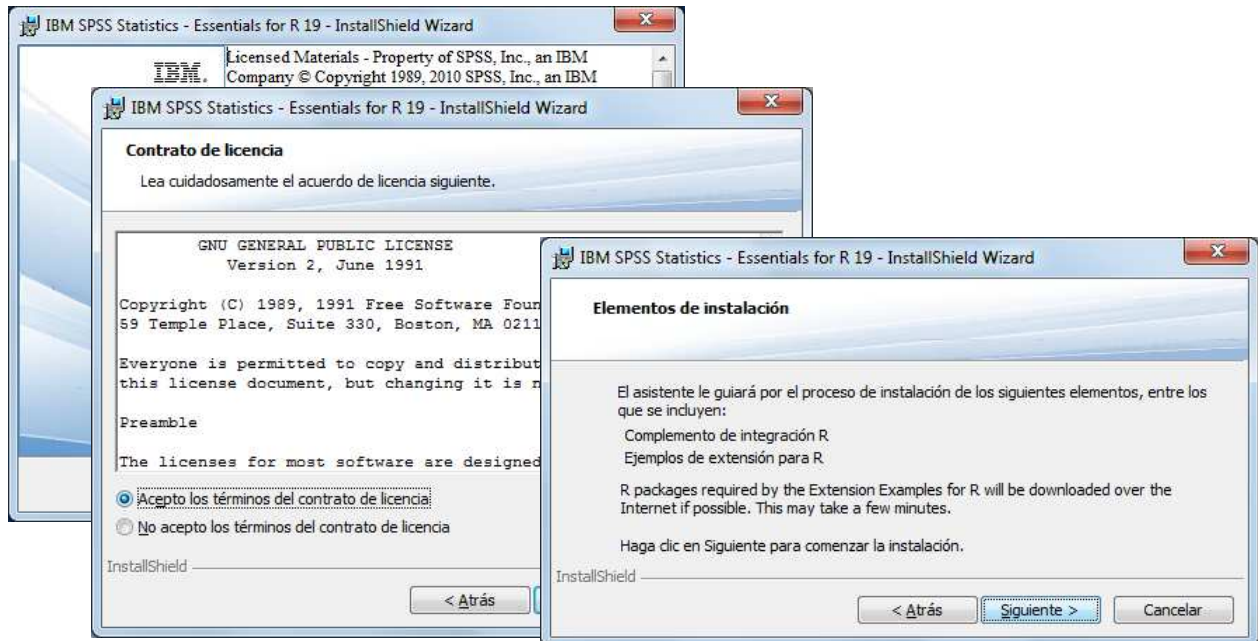 IBM SPSS Statistics - Essentials for R 19 - InstallShield Wizard
IBM.
Licensed Materials - Property of SPSS, Inc., an IBM
Company © Copyright 1989, 2010 SPSS, Inc., an IBM
IBM SPSS Statistics - Essentials for R 19 - InstallShield Wizard
Contrato de licencia
Lea cuidadosamente el acuerdo de licencia siguiente.
GNU GENERAL PUBLIC LICENSE
Version 2, June 1991
Copyright (C) 1989, 1991 Free Software Foun
59 Temple Place, Suite 330, Boston, MA 0211
Everyone is permitted to copy and distribut
this license document, but changing it is n
Preamble
The licenses for most software are designed
Acepto los términos del contrato de licencia
No acepto los términos del contrato de licencia
InstallShield
< Atrás
IBM SPSS Statistics - Essentials for R 19 - InstallShield Wizard
Elementos de instalación
El asistente le guiará por el proceso de instalación de los siguientes elementos, entre los
que se incluyen:
Complemento de integración R
Ejemplos de extensión para R
R packages required by the Extension Examples for R will be downloaded over the
Internet if possible. This may take a few minutes.
Haga clic en Siguiente para comenzar la instalación.
InstallShield
< Atrás
Siguiente >
Cancelar